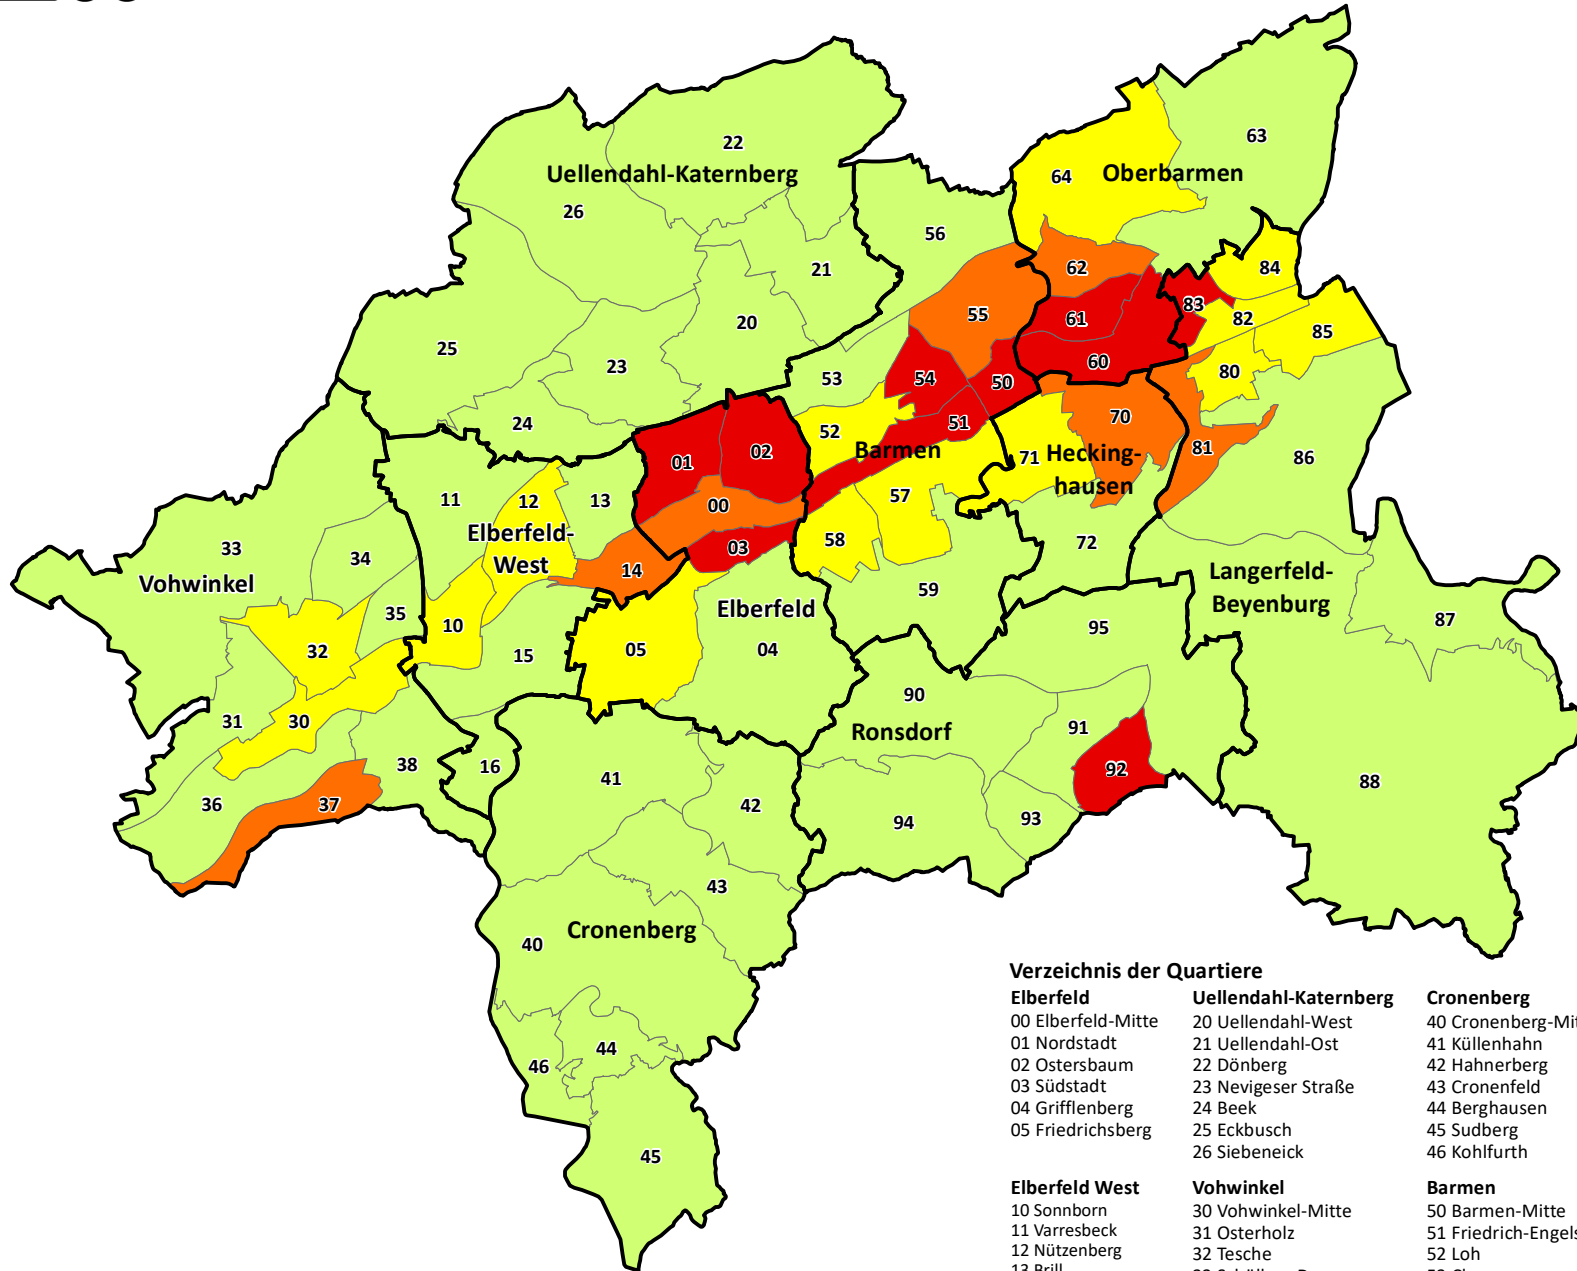 22
63
Uellendahl-Katernberg
64
Oberbarmen
26
56
21
62
84
55
83
61
82
85
20
25
23
53
54
50
60
80
24
52
51
70
01
02
Barmen
71
Hecking-
hausen
81
86
11
12
13
00
57
Elberfeld-
West
33
34
03
58
72
Vohwinkel
14
59
Langerfeld-
Beyenburg
35
10
Elberfeld
95
87
32
15
05
04
31
30
90
91
Ronsdorf
38
16
41
92
88
36
37
42
94
93
43
40
Cronenberg
44
46
45
Verzeichnis der Quartiere
Elberfeld
00 Elberfeld-Mitte
01 Nordstadt
02 Ostersbaum
03 Südstadt
04 Grifflenberg
05 Friedrichsberg
Uellendahl-Katernberg
20 Uellendahl-West
21 Uellendahl-Ost
22 Dönberg
23 Nevigeser Straße
24 Beek
25 Eckbusch
26 Siebeneick
Cronenberg
40 Cronenberg-Mit
41 Küllenhahn
42 Hahnerberg
43 Cronenfeld
44 Berghausen
45 Sudberg
46 Kohlfurth
Elberfeld West
10 Sonnborn
11 Varresbeck
12 Nützenberg
13 Brill
Vohwinkel
30 Vohwinkel-Mitte
31 Osterholz
32 Tesche
Barmen
50 Barmen-Mitte
51 Friedrich-Engels
52 Loh